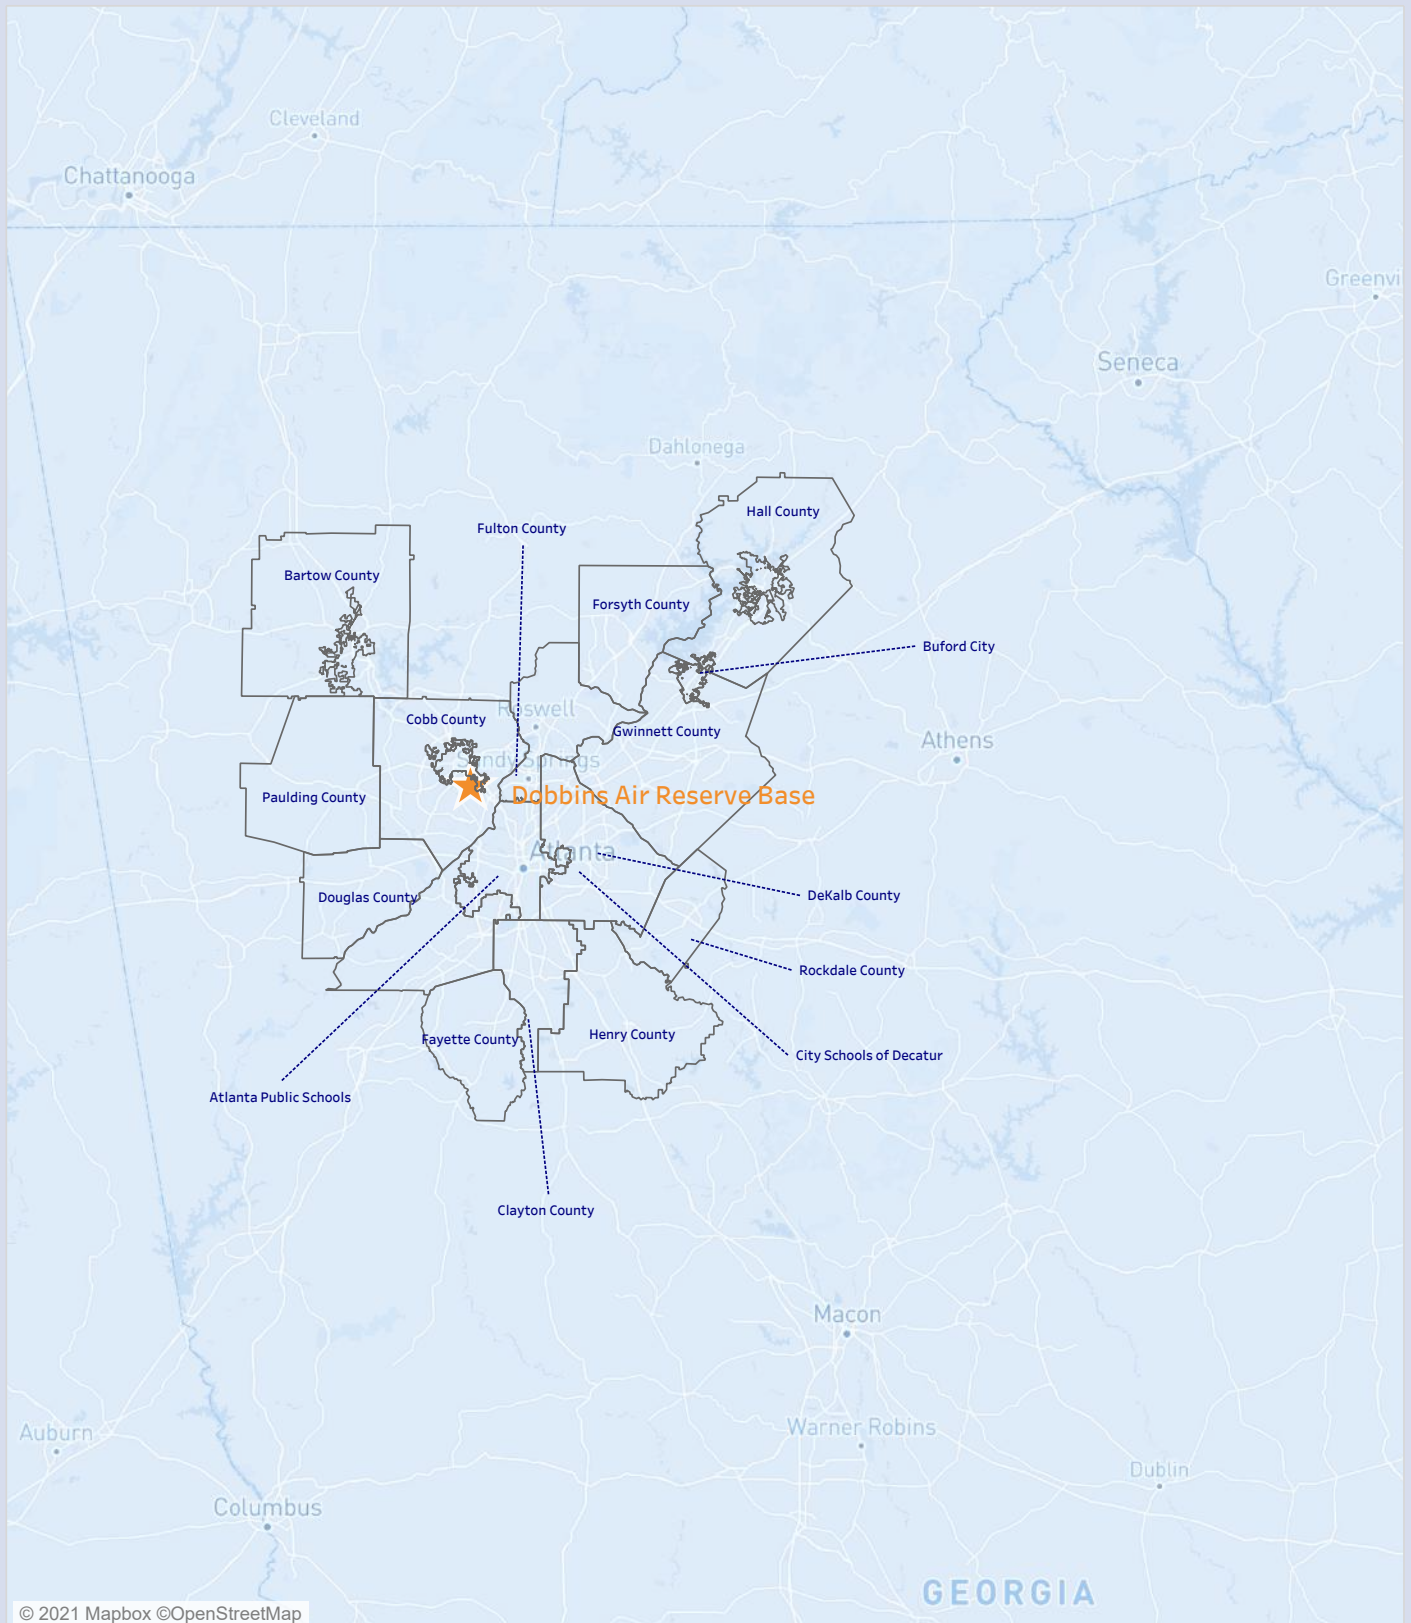 Cleveland
Chattanooga
Greenvi
Seneca
Dahlonega
Hall County
Fulton County
Bartow County
Forsyth County
Buford City
Roswell
Cobb County
Gwinnett County
Athens
Sandy Springs
Paulding County
Dobbins Air Reserve Base
Atlanta
Douglas County
DeKalb County
Rockdale County
Henry County
Fayette County
City Schools of Decatur
Atlanta Public Schools
Clayton County
Macon
Warner Robins
Auburn
Dublin
Columbus
GEORGIA
© 2021 Mapbox ©OpenStreetMap